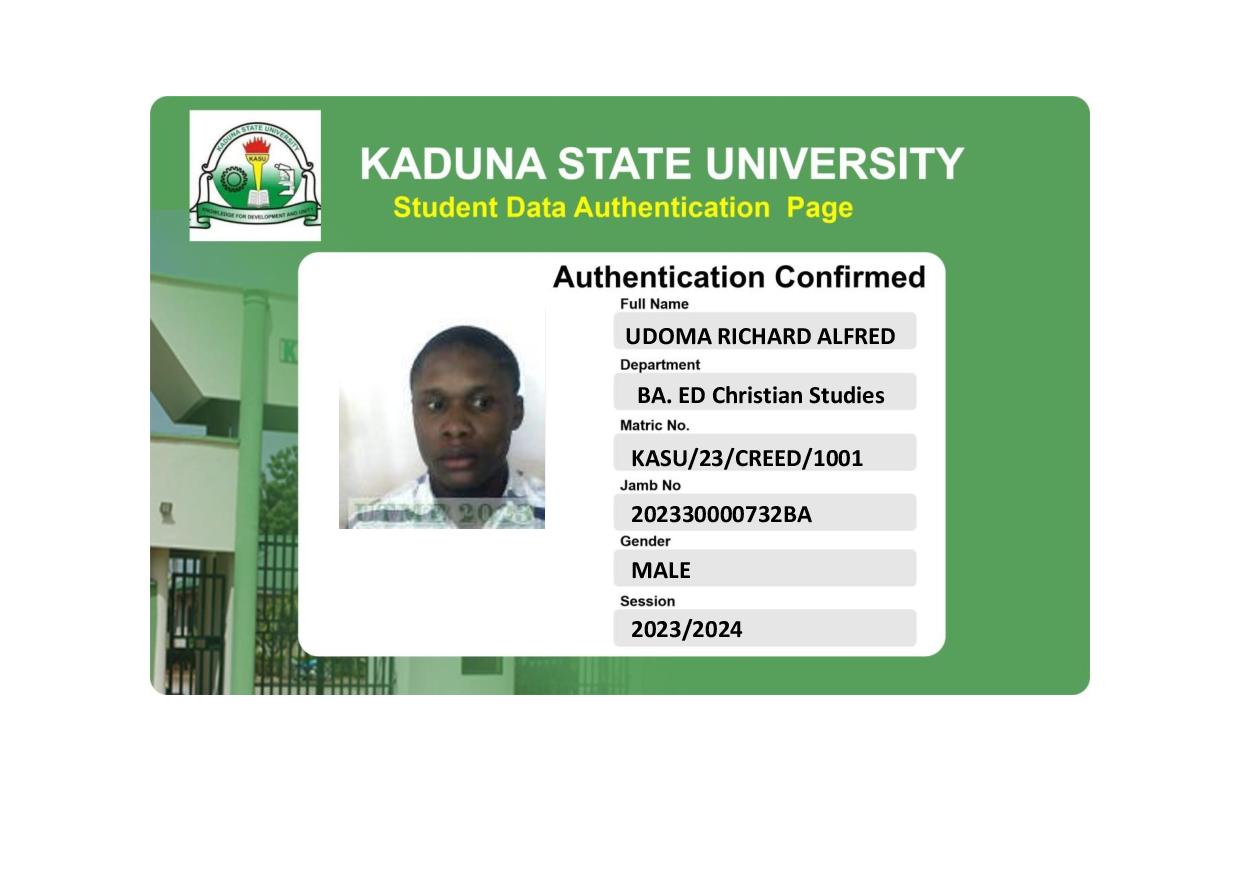 KADUNA STATE UNIVERSITY
KASU
KNOWLEDGE FOR DEVELOPMENT AND UNITY
KADUNA STATE UNIVERSITY
Student Data Authentication Page
Authentication Confirmed
Full Name
UDOMA RICHARD ALFRED
Department
BA. ED Christian Studies
Matric No.
KASU/23/CREED/1001
Jamb No
202330000732BA
Gender
MALE
Session
2023/2024
UTME 2023
K